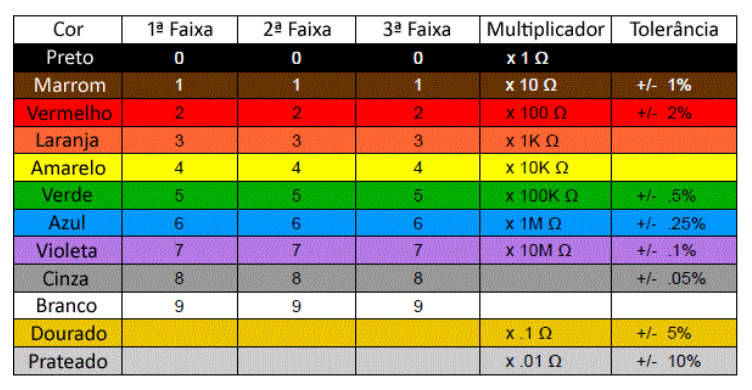 Cor 1ª Faixa 2ª Faixa 3ª Faixa Multiplicador Tolerância
Preto 0 0 0 x 1 Ω
Marrom 1 1 1 x 10 Ω +/- 1%
Vermelho 2 2 2 x 100 Ω +/- 2%
Laranja 3 3 3 x 1K Ω
Amarelo 4 4 4 x 10K Ω
Verde 5 5 5 x 100K Ω +/- .5%
Azul 6 6 6 x 1M Ω +/- .25%
Violeta 7 7 7 x 10M Ω +/- .1%
Cinza 8 8 8 +/- .05%
Branco 9 9 9
Dourado x .1 Ω +/- 5%
Prateado x .01 Ω +/- 10%